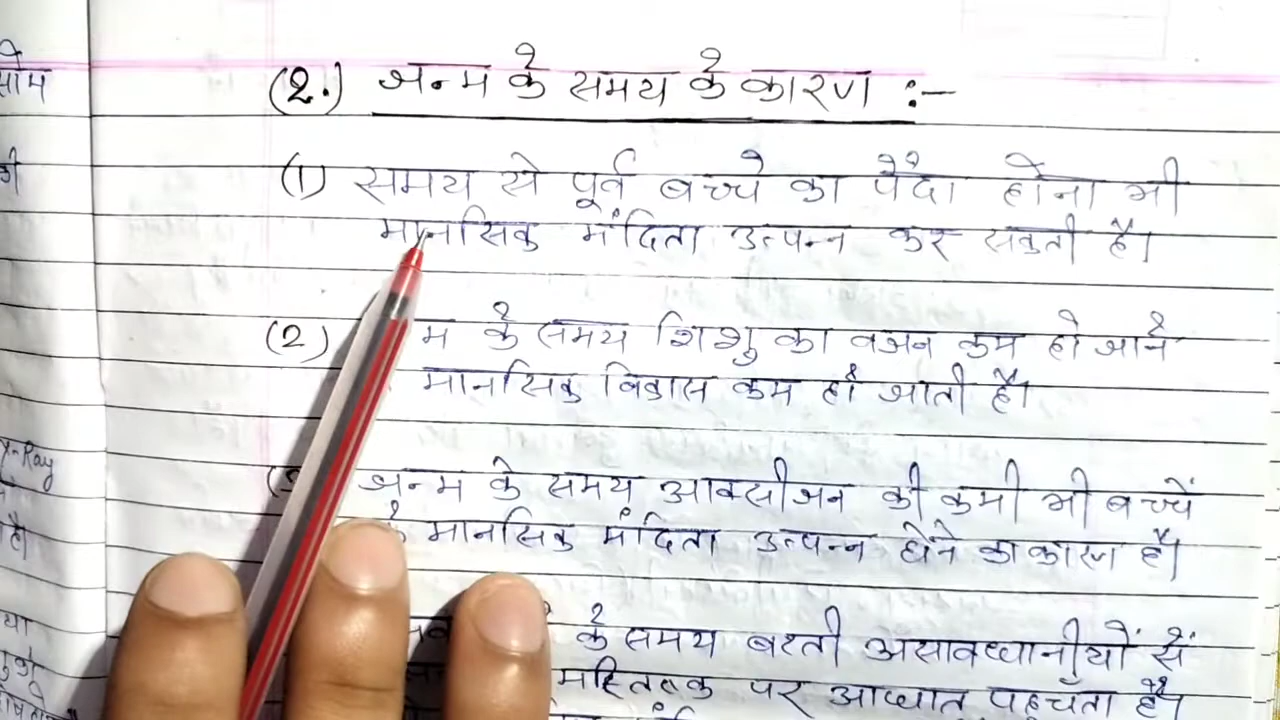 (2.) जन्म के समय के कारण :-
(1) समय से पूर्व बच्चे का पैदा होना भी
मानसिक मंदिता उत्पन्न कर सकती है।
(2) के समय शिशु का वजन कम हो जाने
मानसिक विकास कम हो जाती है।
जन्म के समय आक्सीजन की कमी भी बच्चें
मानसिक मंदिता उत्पन्न होने का कारण है।
के समय बरती असावधानीयों सें
मस्तिष्क पर आघात पहूचता है।
X-Ray